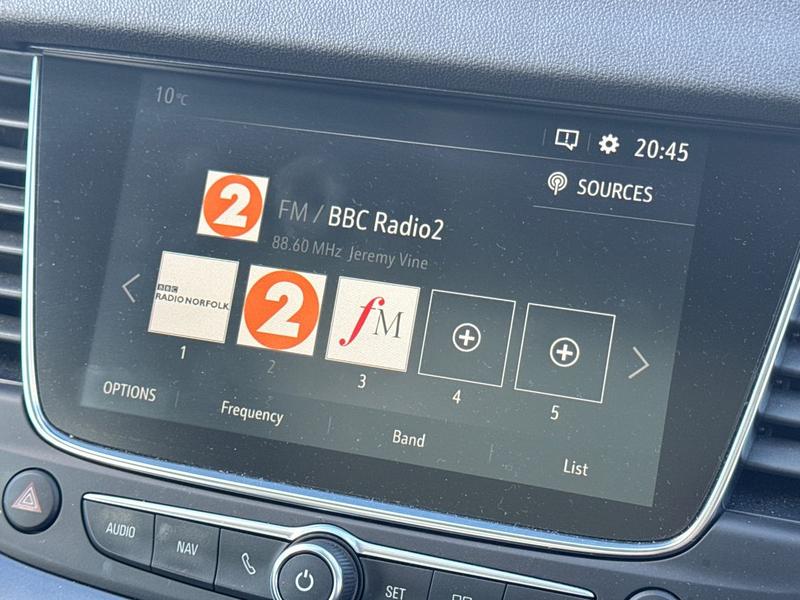 10°C
20:45
SOURCES
2
FM / BBC Radio2
88.60 MHz Jeremy Vine
BBC
RADIO NORFOLK
2
fM
1
2
3
4
5
OPTIONS
Frequency
Band
List
AUDIO
NAV
SET